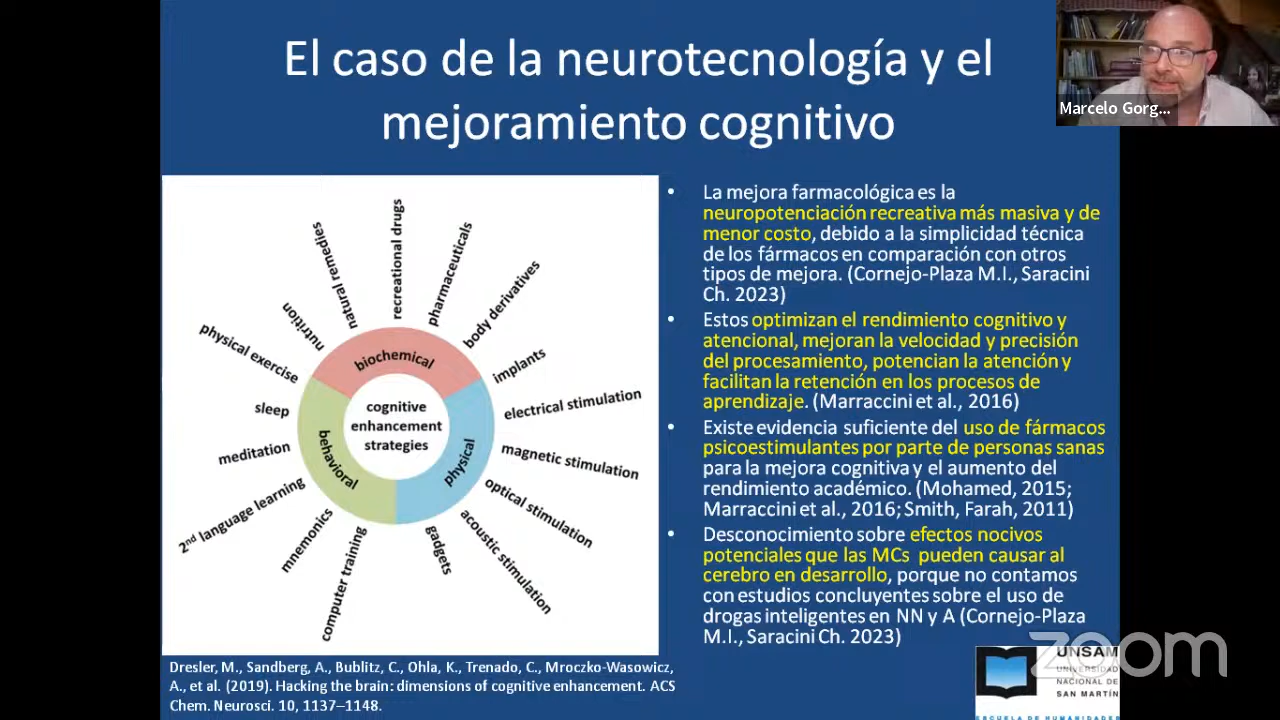 El caso de la neurotecnología y el
mejoramiento cognitivo
Marcelo Gorg...
natural remedies
recreational drugs
pharmaceuticals
body derivatives
nutrition
physical exercise
implants
biochemical
sleep
electrical stimulation
cognitive
enhancement
strategies
meditation
behavioral
physical
magnetic stimulation
2nd language learning
optical stimulation
mnemonics
acoustic stimulation
computer training
gadgets
• La mejora farmacológica es la
neuropotenciación recreativa más masiva y de
menor costo, debido a la simplicidad técnica
de los fármacos en comparación con otros
tipos de mejora. (Cornejo-Plaza M.I., Saracini
Ch. 2023)
• Estos optimizan el rendimiento cognitivo y
atencional, mejoran la velocidad y precisión
del procesamiento, potencian la atención y
facilitan la retención en los procesos de
aprendizaje. (Marraccini et al., 2016)
• Existe evidencia suficiente del uso de fármacos
psicoestimulantes por parte de personas sanas
para la mejora cognitiva y el aumento del
rendimiento académico. (Mohamed, 2015;
Marraccini et al., 2016; Smith, Farah, 2011)
• Desconocimiento sobre efectos nocivos
potenciales que las MCs pueden causar al
cerebro en desarrollo, porque no contamos
con estudios concluyentes sobre el uso de
drogas inteligentes en NN y A (Cornejo-Plaza
M.I., Saracini Ch. 2023)
Dresler, M., Sandberg, A., Bublitz, C., Ohla, K., Trenado, C., Mroczko-Wasowicz,
A., et al. (2019). Hacking the brain: dimensions of cognitive enhancement. ACS
Chem. Neurosci. 10, 1137–1148.
zoom
UNSAM
UNIVERSIDAD
NACIONAL DE
SAN MARTÍN
ESCUELA DE HUMANIDADES